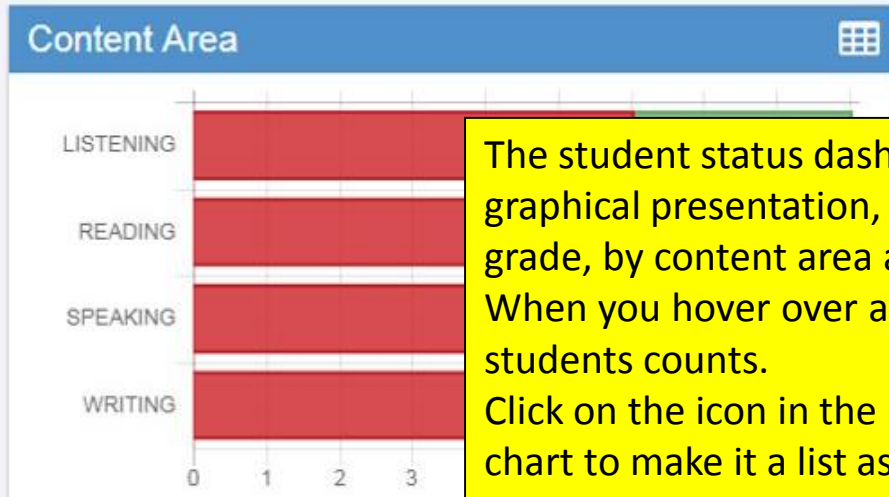 Content Area
LISTENING
READING
SPEAKING
WRITING
0 1 2 3
The student status dash
graphical presentation,
grade, by content area a
When you hover over a
students counts.
Click on the icon in the
chart to make it a list as